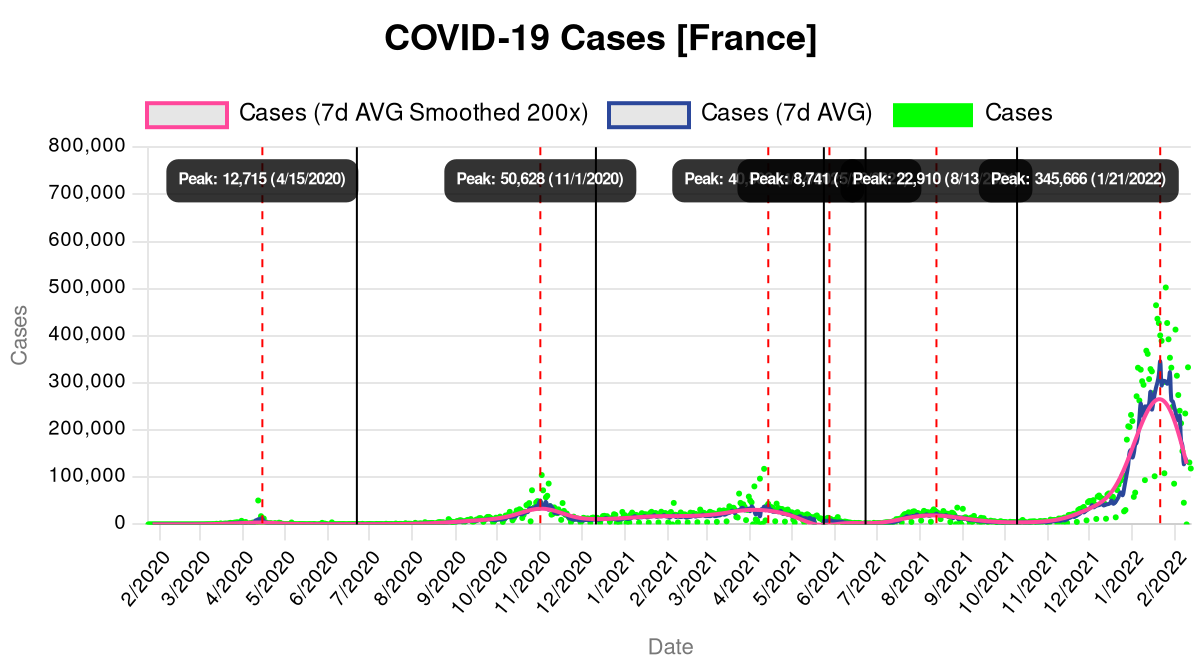 COVID-19 Cases [France]
Cases (7d AVG Smoothed 200x)
Cases (7d AVG)
Cases
800,000
700,000
600,000
500,000
400,000
300,000
200,000
100,000
0
Cases
Peak: 12,715 (4/15/2020)
Peak: 50,628 (11/1/2020)
Peak: 4
Peak: 8,741 (5/
Peak: 22,910 (8/13
Peak: 345,666 (1/21/2022)
2/2020
3/2020
4/2020
5/2020
6/2020
7/2020
8/2020
9/2020
10/2020
11/2020
12/2020
1/2021
2/2021
3/2021
4/2021
5/2021
6/2021
7/2021
8/2021
9/2021
10/2021
11/2021
12/2021
1/2022
2/2022
Date